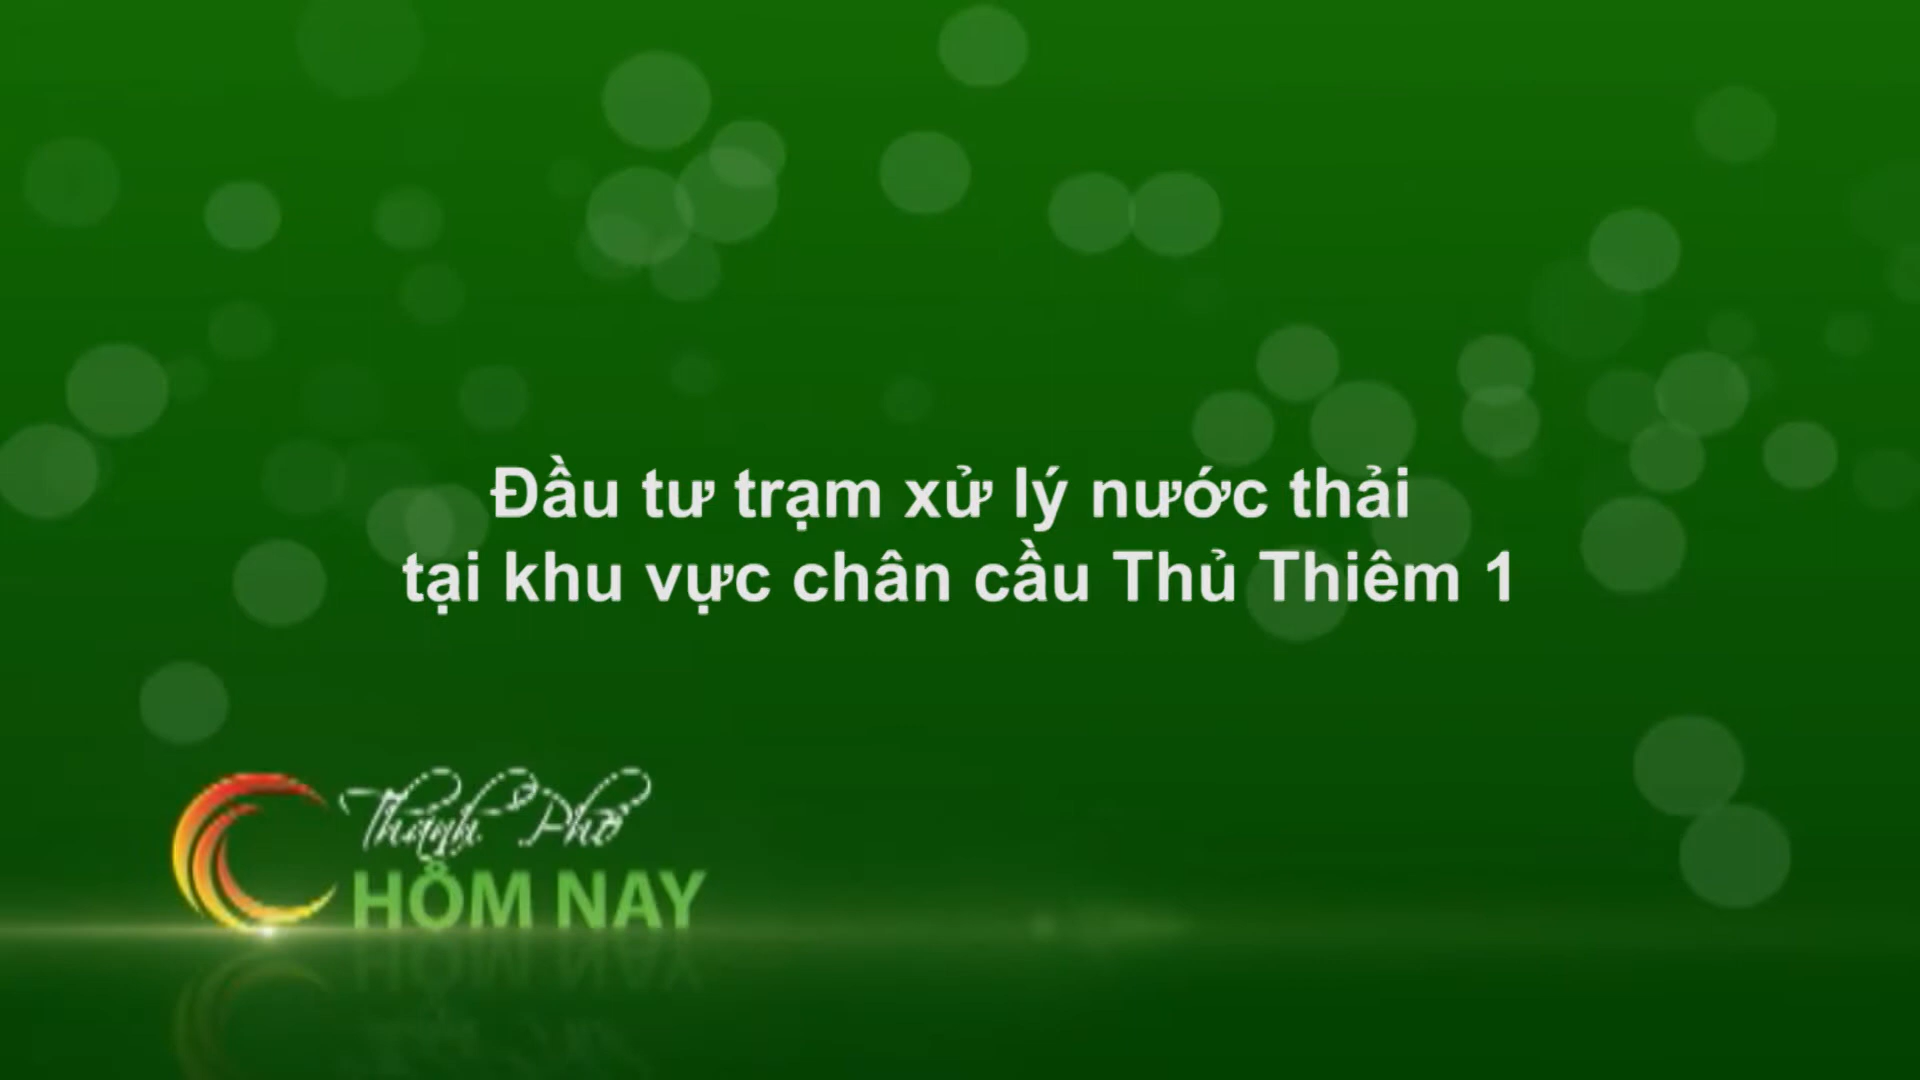 Đầu tư trạm xử lý nước thải
tại khu vực chân cầu Thủ Thiêm 1
Thành Phố
HÔM NAY